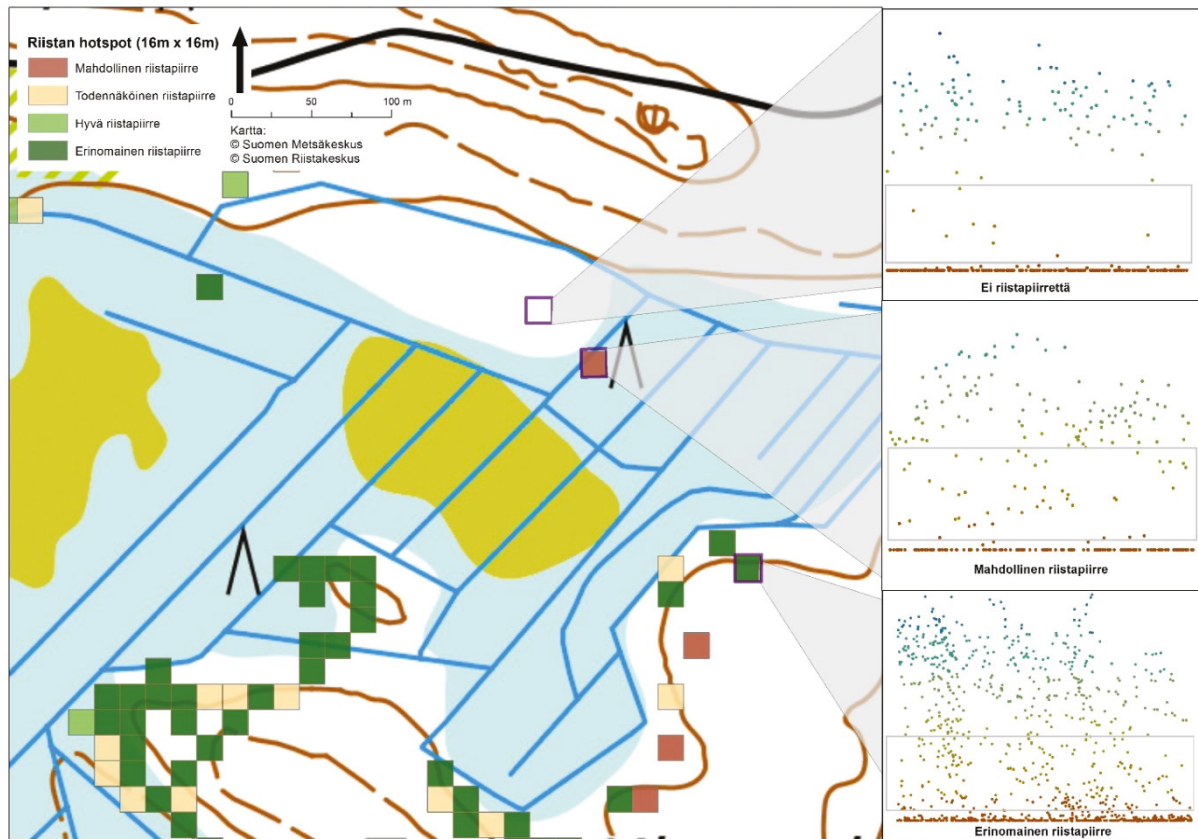 Riistan hotspot (16m x 16m)
Mahdollinen riistapiirre
Todennäköinen riistapiirre
Hyvä riistapiirre
Erinomainen riistapiirre
0 50 100 m
Kartta:
© Suomen Metsäkeskus
© Suomen Riistakeskus
Ei riistapiirrettä
Mahdollinen riistapiirre
Erinomainen riistapiirre